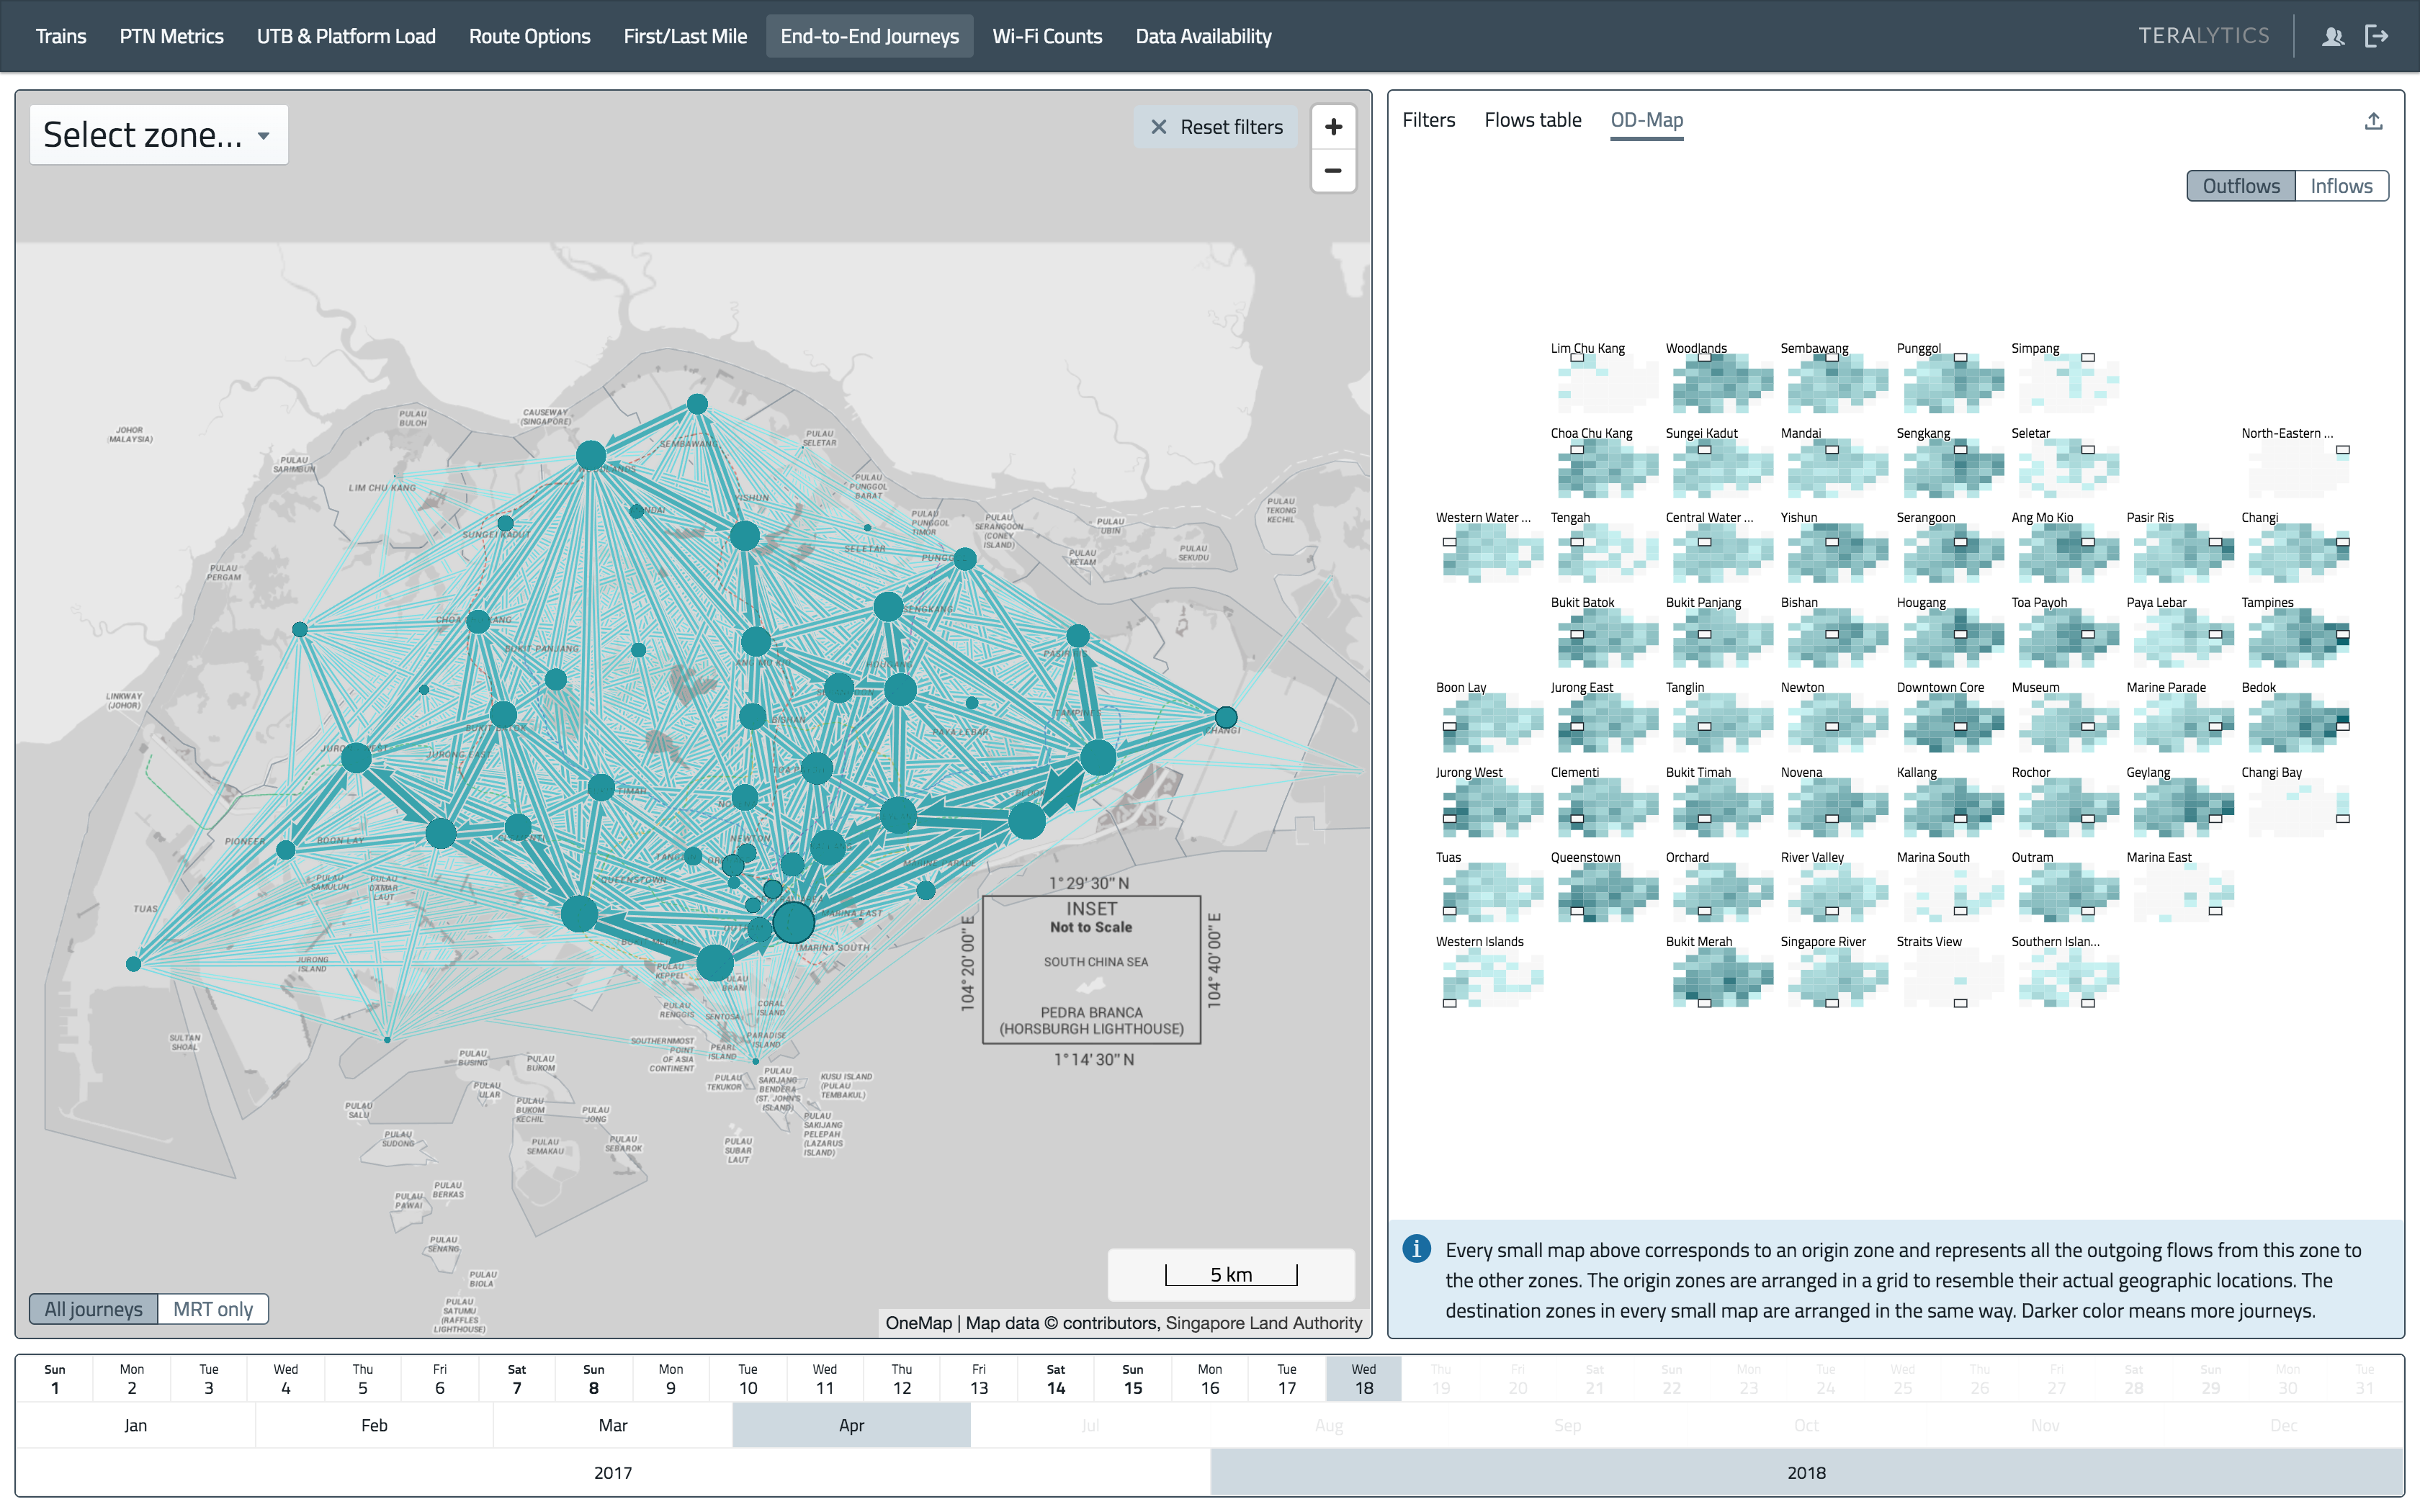 Trains
PTN Metrics
UTB & Platform Load
Route Options
First/Last Mile
End-to-End Journeys
Wi-Fi Counts
Data Availability
TERALYTICS
Select zone...
Reset filters
+
−
JOHOR
(MALAYSIA)
PULAU
BULOH
CAUSEWAY
(SINGAPORE)
SEMBAWANG
PULAU
SELETAR
PULAU
SARIMBUN
LIM CHU KANG
MANDAI
YISHUN
PULAU
PUNGGOL
BARAT
PULAU
TEKONG
KECHIL
SUNGEI KADUT
SELETAR
PULAU
PUNGGOL
TIMOR
PULAU
SERANGOON
(CONEY
ISLAND)
PULAU
UBIN
PULAU
KETAM
PULAU
SEKUDU
PULAU
PERGAM
SENGKANG
BUKIT PANJANG
LINKWAY
(JOHOR)
TAMPINES
BISHAN
PAYA LEBAR
CHANGI
JURONG EAST
PIONEER
BOON LAY
NEWTON
TANGLIN
MARINE PARADE
QUEENSTOWN
PULAU
SAMULUN
PULAU
DAMAR
LAUT
TUAS
MARINA EAST
MARINA SOUTH
JURONG
ISLAND
PULAU
KEPPEL
PULAU
BRANI
PULAU
RENGGIS
SENTOSA
CORAL
ISLAND
PARADISE
ISLAND
PEARL
ISLAND
SOUTHERNMOST
POINT
OF ASIA
CONTINENT
SULTAN
SHOAL
PULAU
BUSING
PULAU
BUKOM
PULAU
ULAR
PULAU
BUKOM
KECHIL
PULAU
JONG
PULAU
SALU
PULAU
SUDONG
PULAU
SEMAKAU
PULAU
SEBAROK
PULAU
TEKUKOR
PULAU
SAKIJANG
BENDERA
(ST. JOHN'S
ISLAND)
KUSU ISLAND
(PULAU
TEMBAKUL)
PULAU
SUBAR
LAUT
PULAU
SAKIJANG
PELEPAH
(LAZARUS
ISLAND)
PULAU
PAWAI
PULAU
BERKAS
PULAU
SENANG
PULAU
BIOLA
PULAU
SATUMU
(RAFFLES
LIGHTHOUSE)
1° 29' 30" N
104° 20' 00" E
INSET
Not to Scale
SOUTH CHINA SEA
PEDRA BRANCA
(HORSBURGH LIGHTHOUSE)
104° 40' 00" E
1° 14' 30" N
5 km
All journeys
MRT only
OneMap | Map data © contributors, Singapore Land Authority
Filters
Flows table
OD-Map
Outflows
Inflows
Lim Chu Kang
Woodlands
Sembawang
Punggol
Simpang
Choa Chu Kang
Sungei Kadut
Mandai
Sengkang
Seletar
North-Eastern ...
Western Water ...
Tengah
Central Water ...
Yishun
Serangoon
Ang Mo Kio
Pasir Ris
Changi
Bukit Batok
Bukit Panjang
Bishan
Hougang
Toa Payoh
Paya Lebar
Tampines
Boon Lay
Jurong East
Tanglin
Newton
Downtown Core
Museum
Marine Parade
Bedok
Jurong West
Clementi
Bukit Timah
Novena
Kallang
Rochor
Geylang
Changi Bay
Tuas
Queenstown
Orchard
River Valley
Marina South
Outram
Marina East
Western Islands
Bukit Merah
Singapore River
Straits View
Southern Islan...
Every small map above corresponds to an origin zone and represents all the outgoing flows from this zone to
the other zones. The origin zones are arranged in a grid to resemble their actual geographic locations. The
destination zones in every small map are arranged in the same way. Darker color means more journeys.
Sun Mon Tue Wed Thu Fri Sat Sun Mon Tue Wed Thu Fri Sat Sun Mon Tue Wed Thu Fri Sat Sun Mon Tue Wed Thu Fri Sat Sun Mon Tue
1 2 3 4 5 6 7 8 9 10 11 12 13 14 15 16 17 18 19 20 21 22 23 24 25 26 27 28 29 30 31
Jan Feb Mar Apr Jul Aug Sep Oct Nov Dec
2017 2018